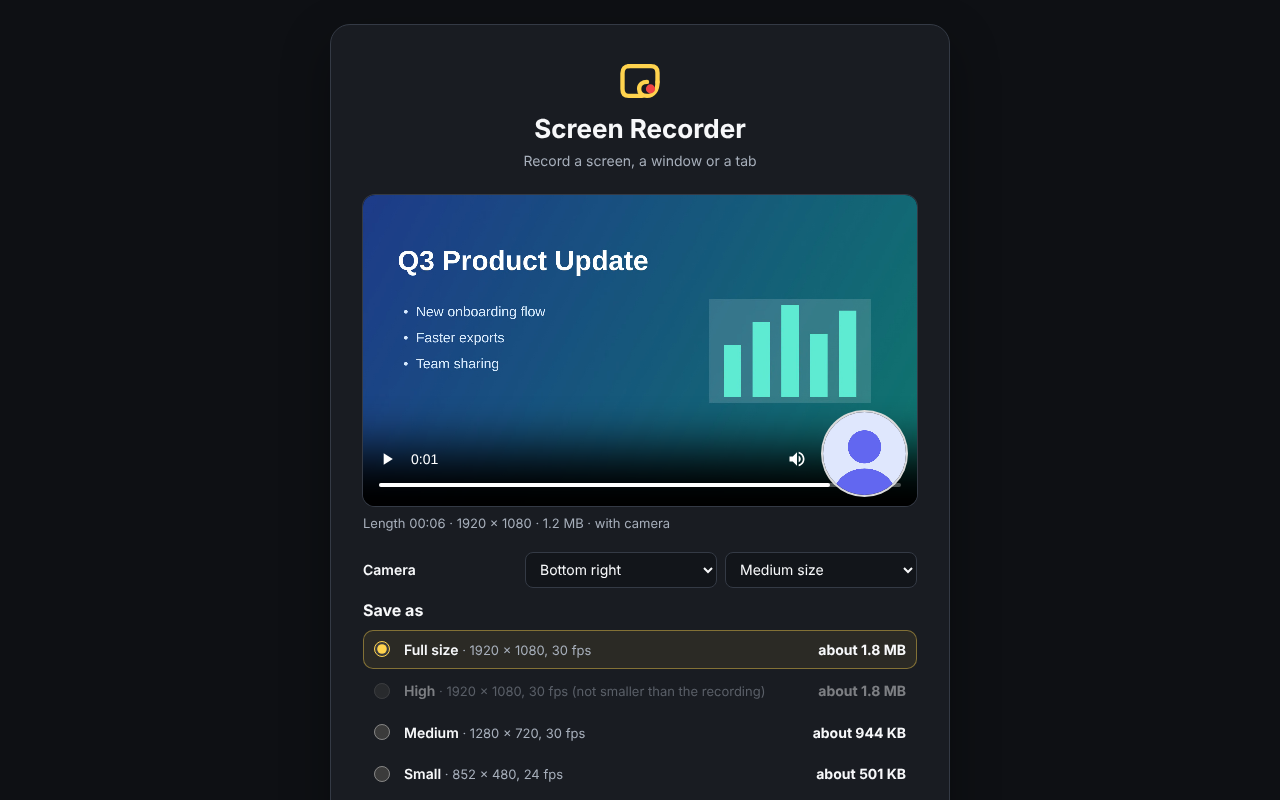 Screen Recorder
Record a screen, a window or a tab
Q3 Product Update
• New onboarding flow
• Faster exports
• Team sharing
0:01
Length 00:06 · 1920 × 1080 · 1.2 MB · with camera
Camera Bottom right Medium size
Save as
Full size · 1920 × 1080, 30 fps about 1.8 MB
High · 1920 × 1080, 30 fps (not smaller than the recording) about 1.8 MB
Medium · 1280 × 720, 30 fps about 944 KB
Small · 852 × 480, 24 fps about 501 KB